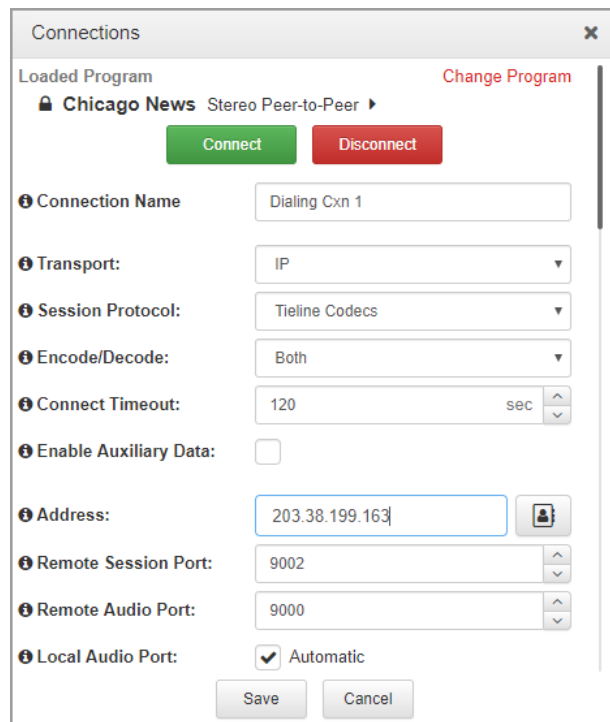 Connections
Loaded Program Change Program
Chicago News Stereo Peer-to-Peer
Connect Disconnect
Connection Name Dialing Cxn 1
Transport: IP
Session Protocol: Tieline Codecs
Encode/Decode: Both
Connect Timeout: 120 sec
Enable Auxiliary Data:
Address: 203.38.199.163
Remote Session Port: 9002
Remote Audio Port: 9000
Local Audio Port: Automatic
Save Cancel